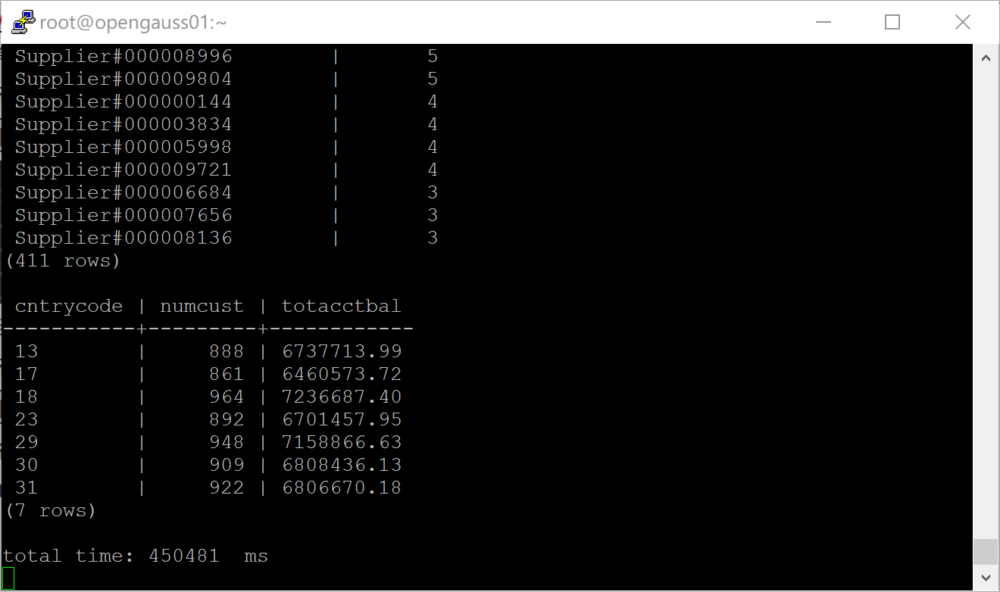 root@opengauss01:~
Supplier#000008996 | 5
Supplier#000009804 | 5
Supplier#000000144 | 4
Supplier#000003834 | 4
Supplier#000005998 | 4
Supplier#000009721 | 4
Supplier#000006684 | 3
Supplier#000007656 | 3
Supplier#000008136 | 3
(411 rows)
cntrycode | numcust | totacctbal
-----------+---------+------------
13 | 888 | 6737713.99
17 | 861 | 6460573.72
18 | 964 | 7236687.40
23 | 892 | 6701457.95
29 | 948 | 7158866.63
30 | 909 | 6808436.13
31 | 922 | 6806670.18
(7 rows)
total time: 450481 ms